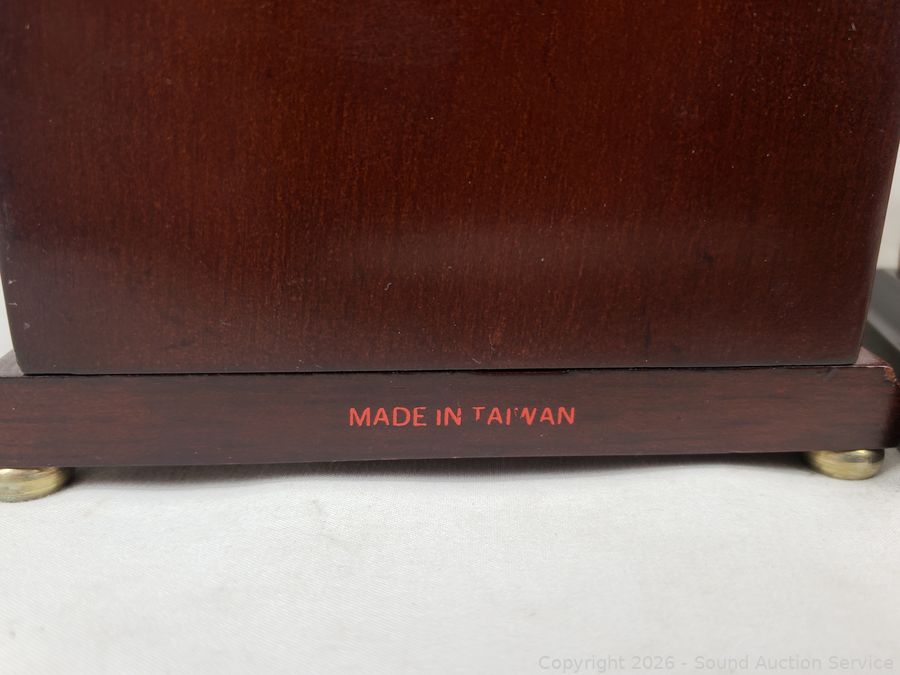 MADE IN TAIWAN
Copyright 2026 - Sound Auction Service